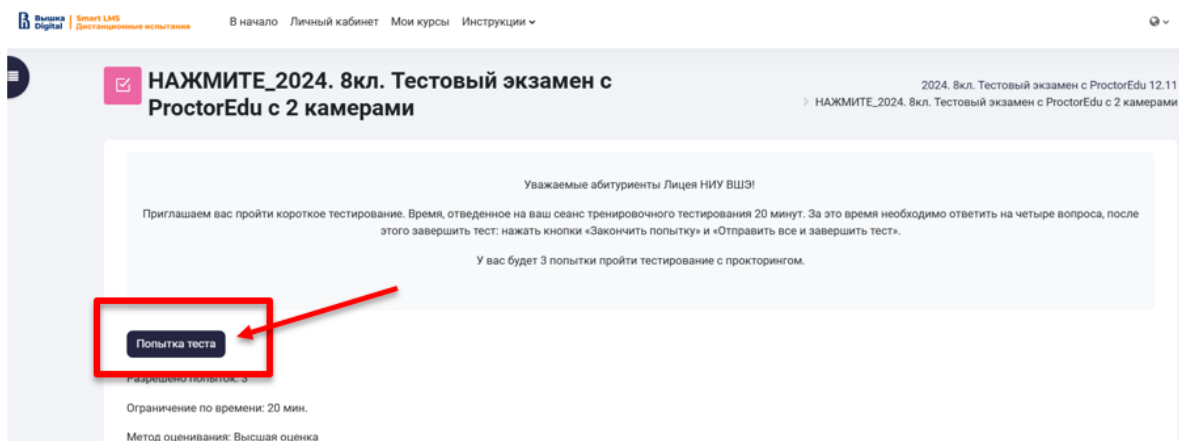 Вышка Digital
Smart LMS
Дистанционные испытания
В начало Личный кабинет Мои курсы Инструкции
НАЖМИТЕ_2024. 8кл. Тестовый экзамен с
ProctorEdu с 2 камерами
2024. 8кл. Тестовый экзамен с ProctorEdu 12.11
> НАЖМИТЕ_2024. 8кл. Тестовый экзамен с ProctorEdu с 2 камерами
Уважаемые абитуриенты Лицея НИУ ВШЭ!
Приглашаем вас пройти короткое тестирование. Время, отведенное на ваш сеанс тренировочного тестирования 20 минут. За это время необходимо ответить на четыре вопроса, после
этого завершить тест: нажать кнопки «Закончить попытку» и «Отправить все и завершить тест».
У вас будет 3 попытки пройти тестирование с прокторингом.
Попытка теста
Разрешено попыток: 3
Ограничение по времени: 20 мин.
Метод оценивания: Высшая оценка